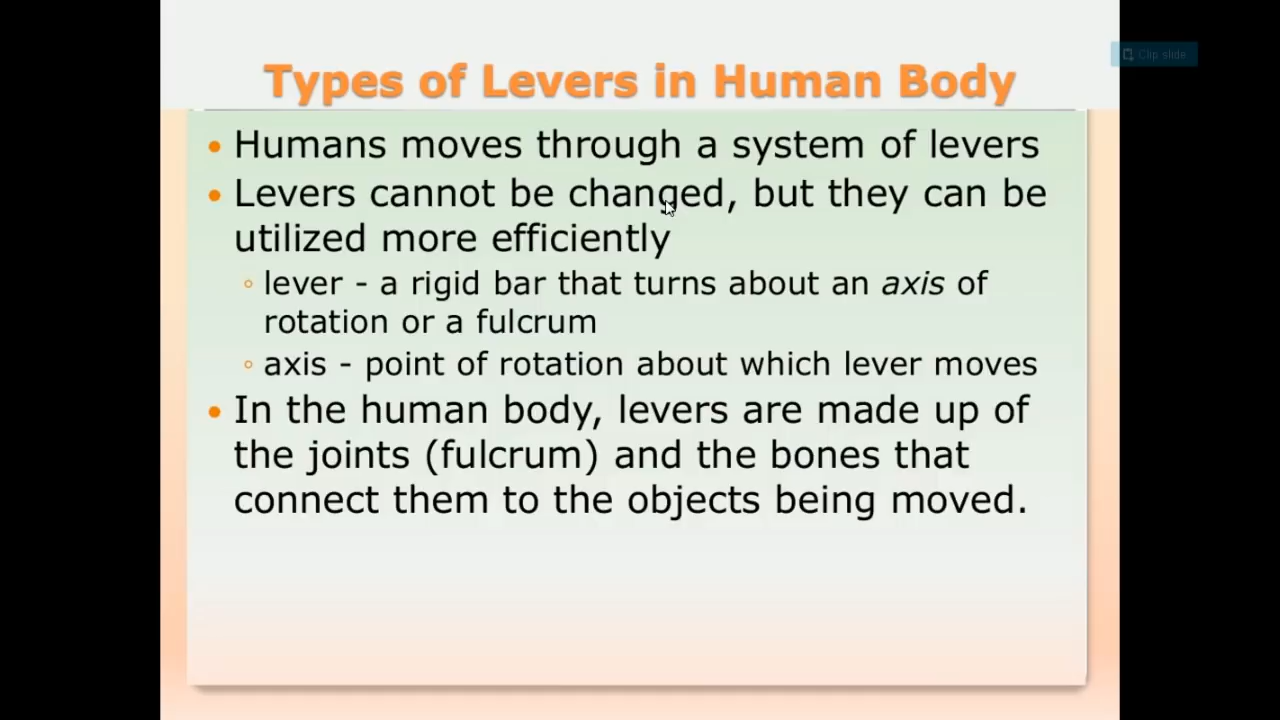 Clip slide
Types of Levers in Human Body
• Humans moves through a system of levers
• Levers cannot be changed, but they can be
utilized more efficiently
◦ lever - a rigid bar that turns about an axis of
rotation or a fulcrum
◦ axis - point of rotation about which lever moves
• In the human body, levers are made up of
the joints (fulcrum) and the bones that
connect them to the objects being moved.